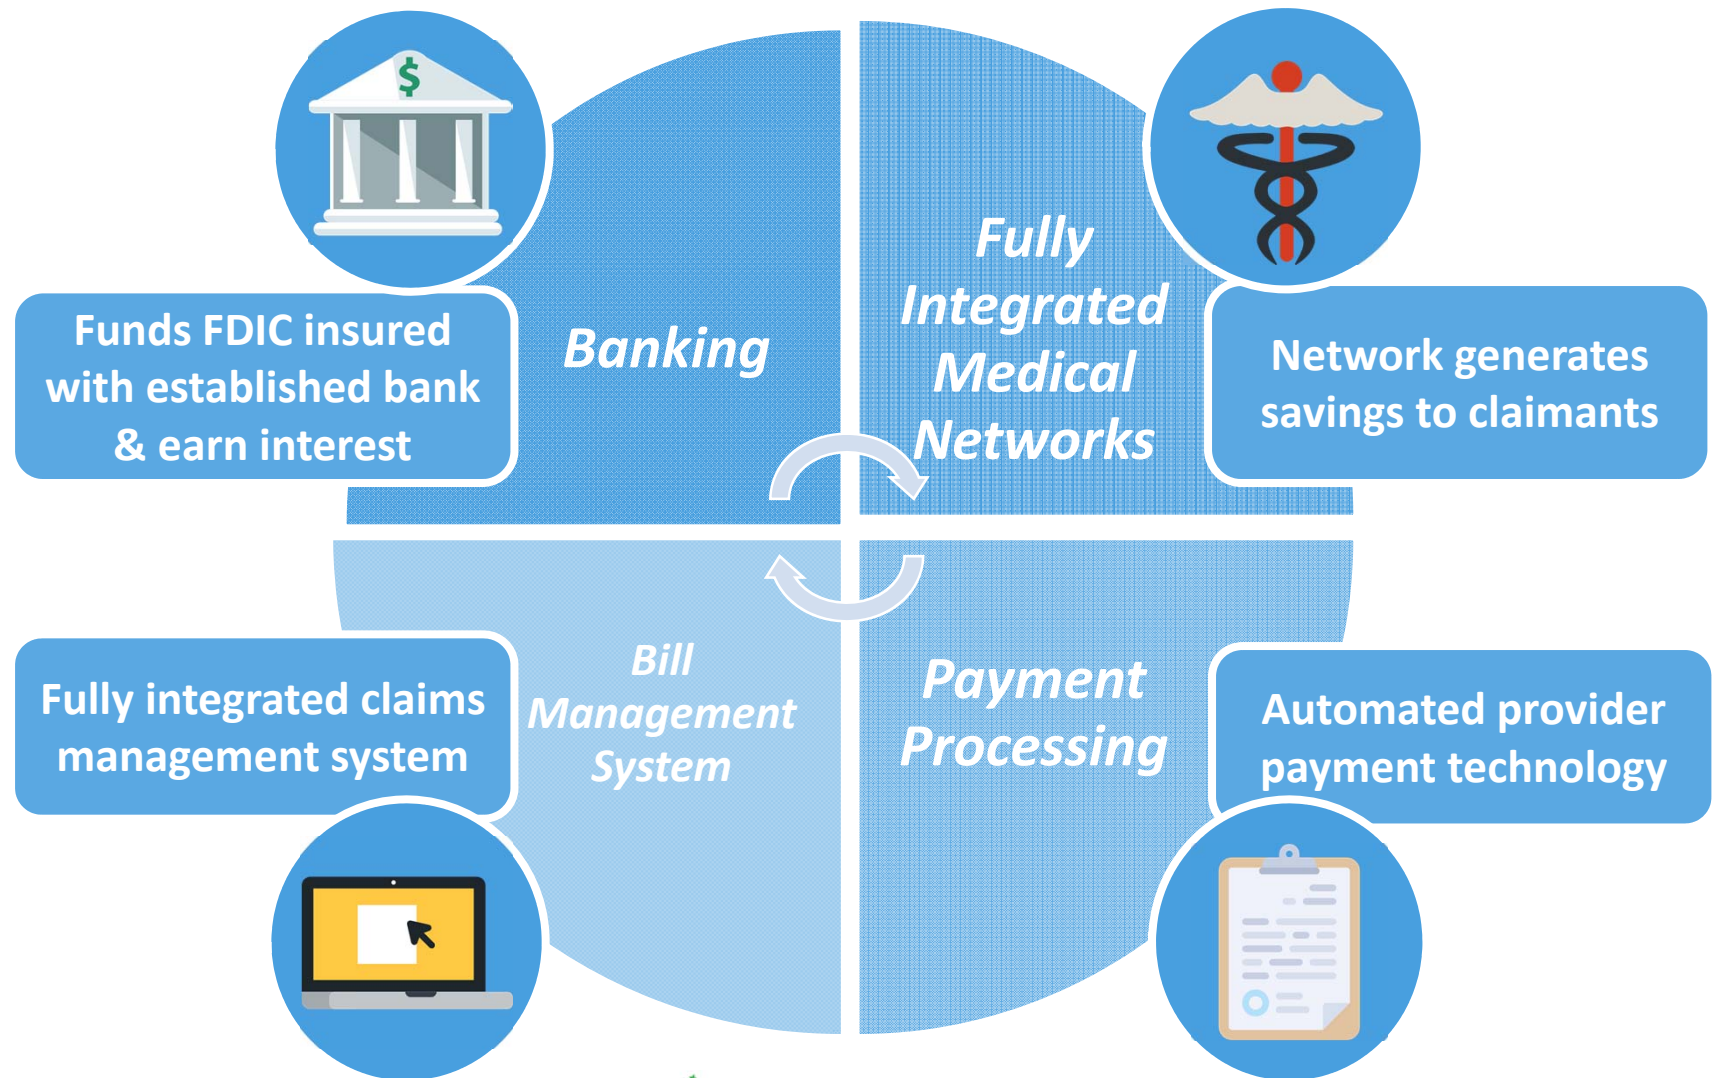 $
Banking
Funds FDIC insured
with established bank
& earn interest
Fully
Integrated
Medical
Networks
Network generates
savings to claimants
Bill
Management
System
Fully integrated claims
management system
Payment
Processing
Automated provider
payment technology